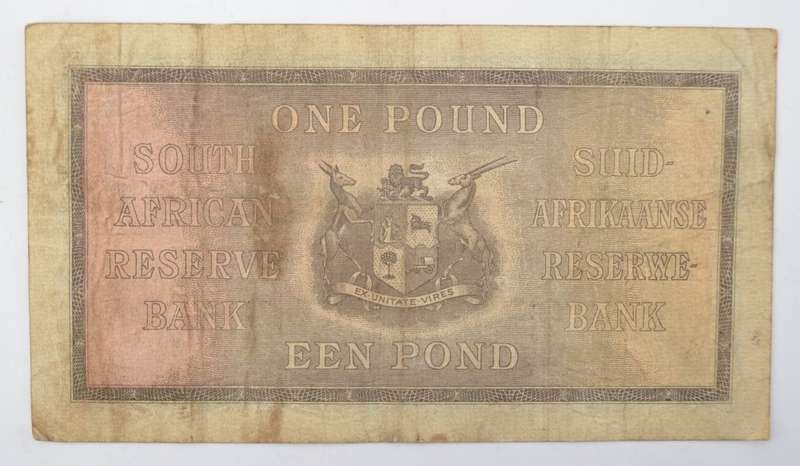 ONE POUND
SOUTH
AFRICAN
RESERVE
BANK
SUID-
AFRIKAANSE
RESERWE-
BANK
EX·UNITATE·VIRES
EEN POND